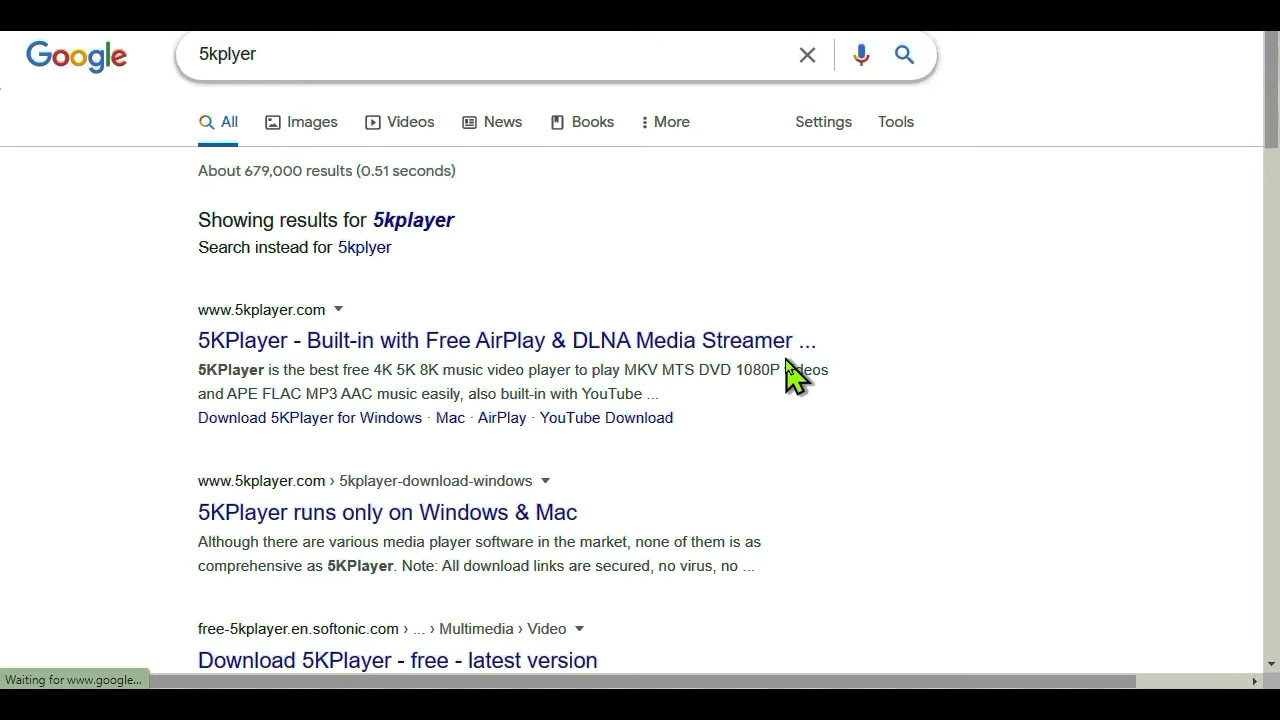 Google
5kplyer
All Images Videos News Books More Settings Tools
About 679,000 results (0.51 seconds)
Showing results for 5kplayer
Search instead for 5kplyer
www.5kplayer.com
5KPlayer - Built-in with Free AirPlay & DLNA Media Streamer ...
5KPlayer is the best free 4K 5K 8K music video player to play MKV MTS DVD 1080P videos
and APE FLAC MP3 AAC music easily, also built-in with YouTube ...
Download 5KPlayer for Windows · Mac · AirPlay · YouTube Download
www.5kplayer.com › 5kplayer-download-windows
5KPlayer runs only on Windows & Mac
Although there are various media player software in the market, none of them is as
comprehensive as 5KPlayer. Note: All download links are secured, no virus, no ...
free-5kplayer.en.softonic.com › ... › Multimedia › Video
Download 5KPlayer - free - latest version
Waiting for www.google...